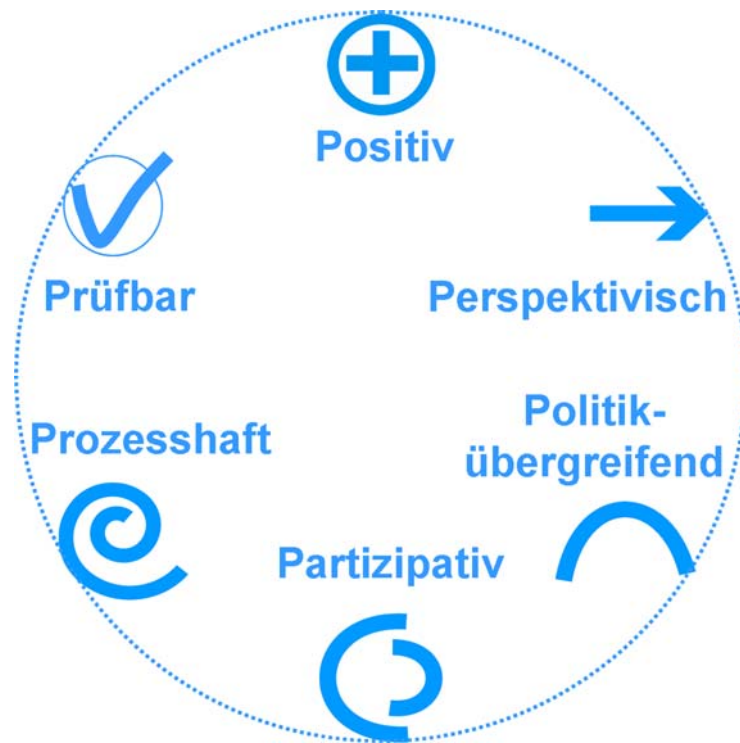 Positiv
Prüfbar
Perspektivisch
Politik-
übergreifend
Prozesshaft
Partizipativ